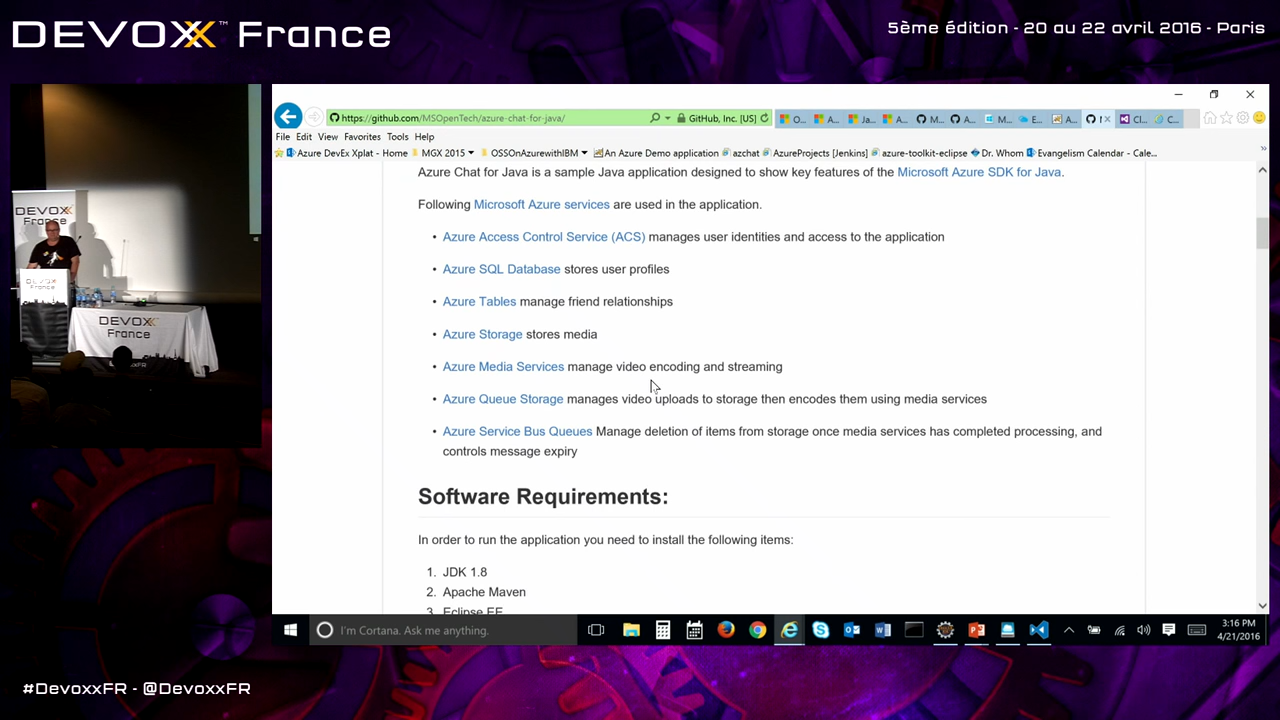 DEVOXX™ France
5ème édition - 20 au 22 avril 2016 - Paris
https://github.com/MSOpenTech/azure-chat-for-java/
GitHub, Inc. [US]
O... A... Ja... A... M... A... M... E... A... Cl... C...
File Edit View Favorites Tools Help
Azure DevEx Xplat - Home MGX 2015 OSSOnAzurewithIBM An Azure Demo application azchat AzureProjects [Jenkins] azure-toolkit-eclipse Dr. Whom Evangelism Calendar - Cale...
Azure Chat for Java is a sample Java application designed to show key features of the Microsoft Azure SDK for Java.
Following Microsoft Azure services are used in the application.
• Azure Access Control Service (ACS) manages user identities and access to the application
• Azure SQL Database stores user profiles
• Azure Tables manage friend relationships
• Azure Storage stores media
• Azure Media Services manage video encoding and streaming
• Azure Queue Storage manages video uploads to storage then encodes them using media services
• Azure Service Bus Queues Manage deletion of items from storage once media services has completed processing, and
controls message expiry
Software Requirements:
In order to run the application you need to install the following items:
1. JDK 1.8
2. Apache Maven
3. Eclipse EE
I'm Cortana. Ask me anything.
3:16 PM
4/21/2016
DEVOXX
France
DEVOXX
France
#DevoxxFR - @DevoxxFR